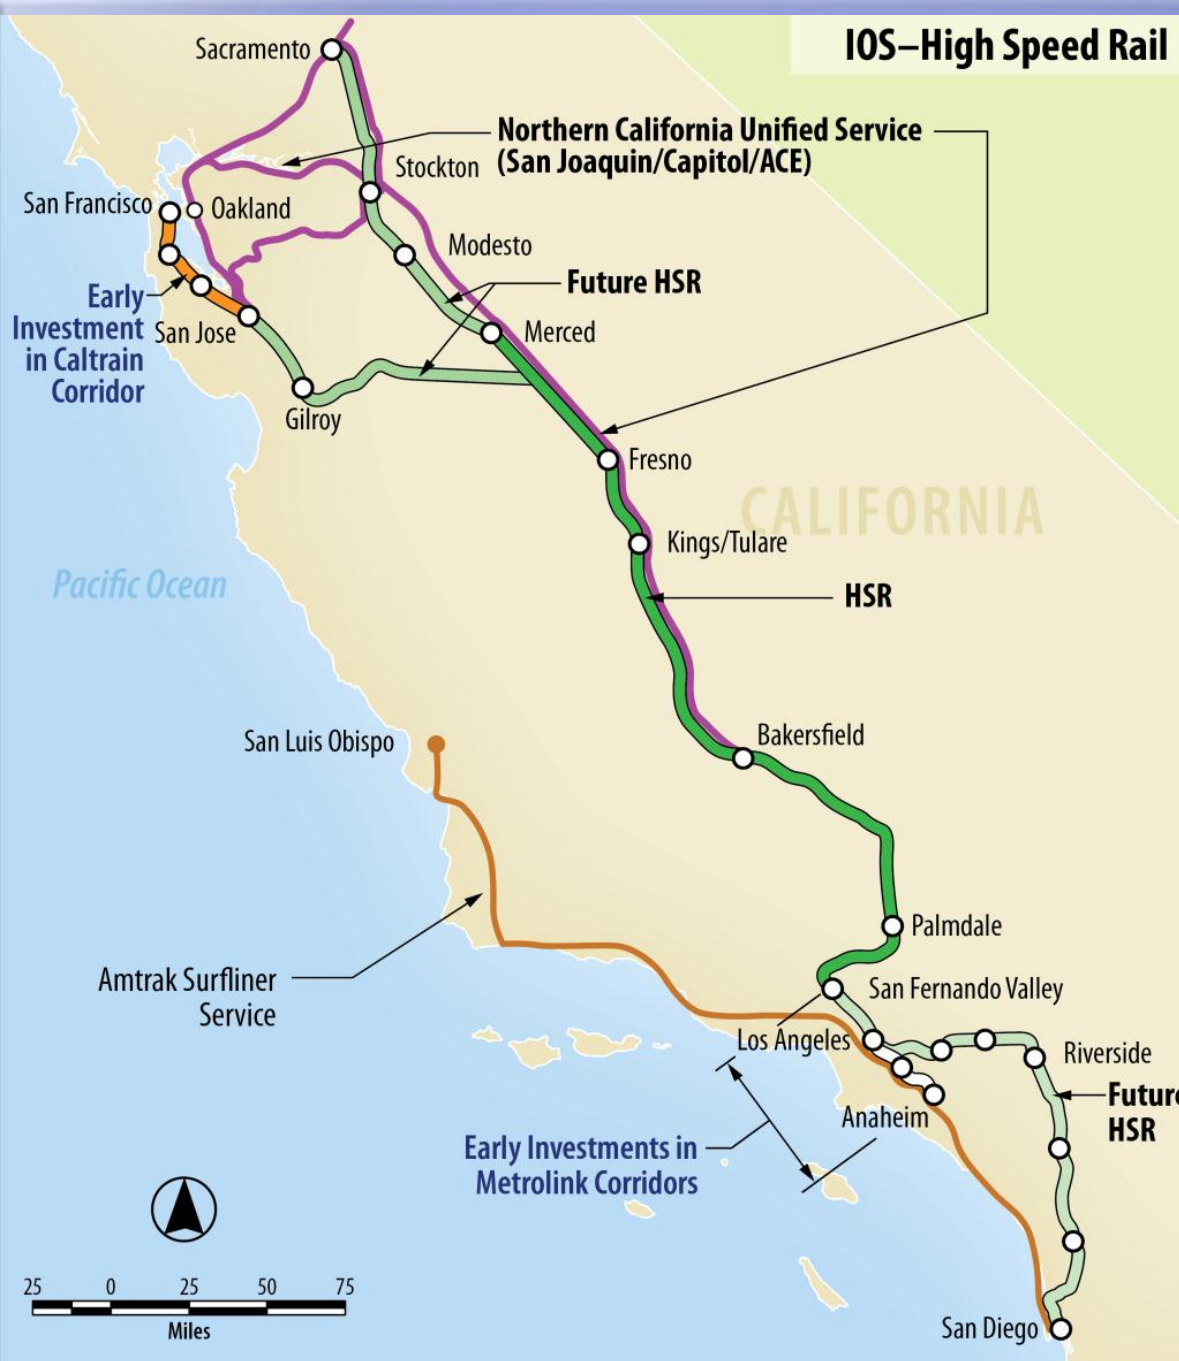 IOS–High Speed Rail
Sacramento
Northern California Unified Service
(San Joaquin/Capitol/ACE)
Stockton
San Francisco
Oakland
Modesto
Future HSR
Early
Investment
in Caltrain
Corridor
San Jose
Merced
Gilroy
Fresno
CALIFORNIA
Kings/Tulare
Pacific Ocean
HSR
San Luis Obispo
Bakersfield
Palmdale
Amtrak Surfliner
Service
San Fernando Valley
Los Angeles
Riverside
Future
HSR
Anaheim
Early Investments in
Metrolink Corridors
25 0 25 50 75
Miles
San Diego